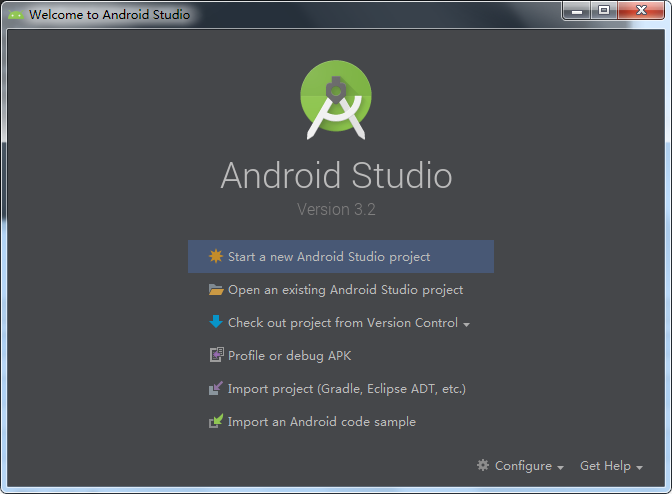 Welcome to Android Studio
Android Studio
Version 3.2
Start a new Android Studio project
Open an existing Android Studio project
Check out project from Version Control
Profile or debug APK
Import project (Gradle, Eclipse ADT, etc.)
Import an Android code sample
Configure Get Help